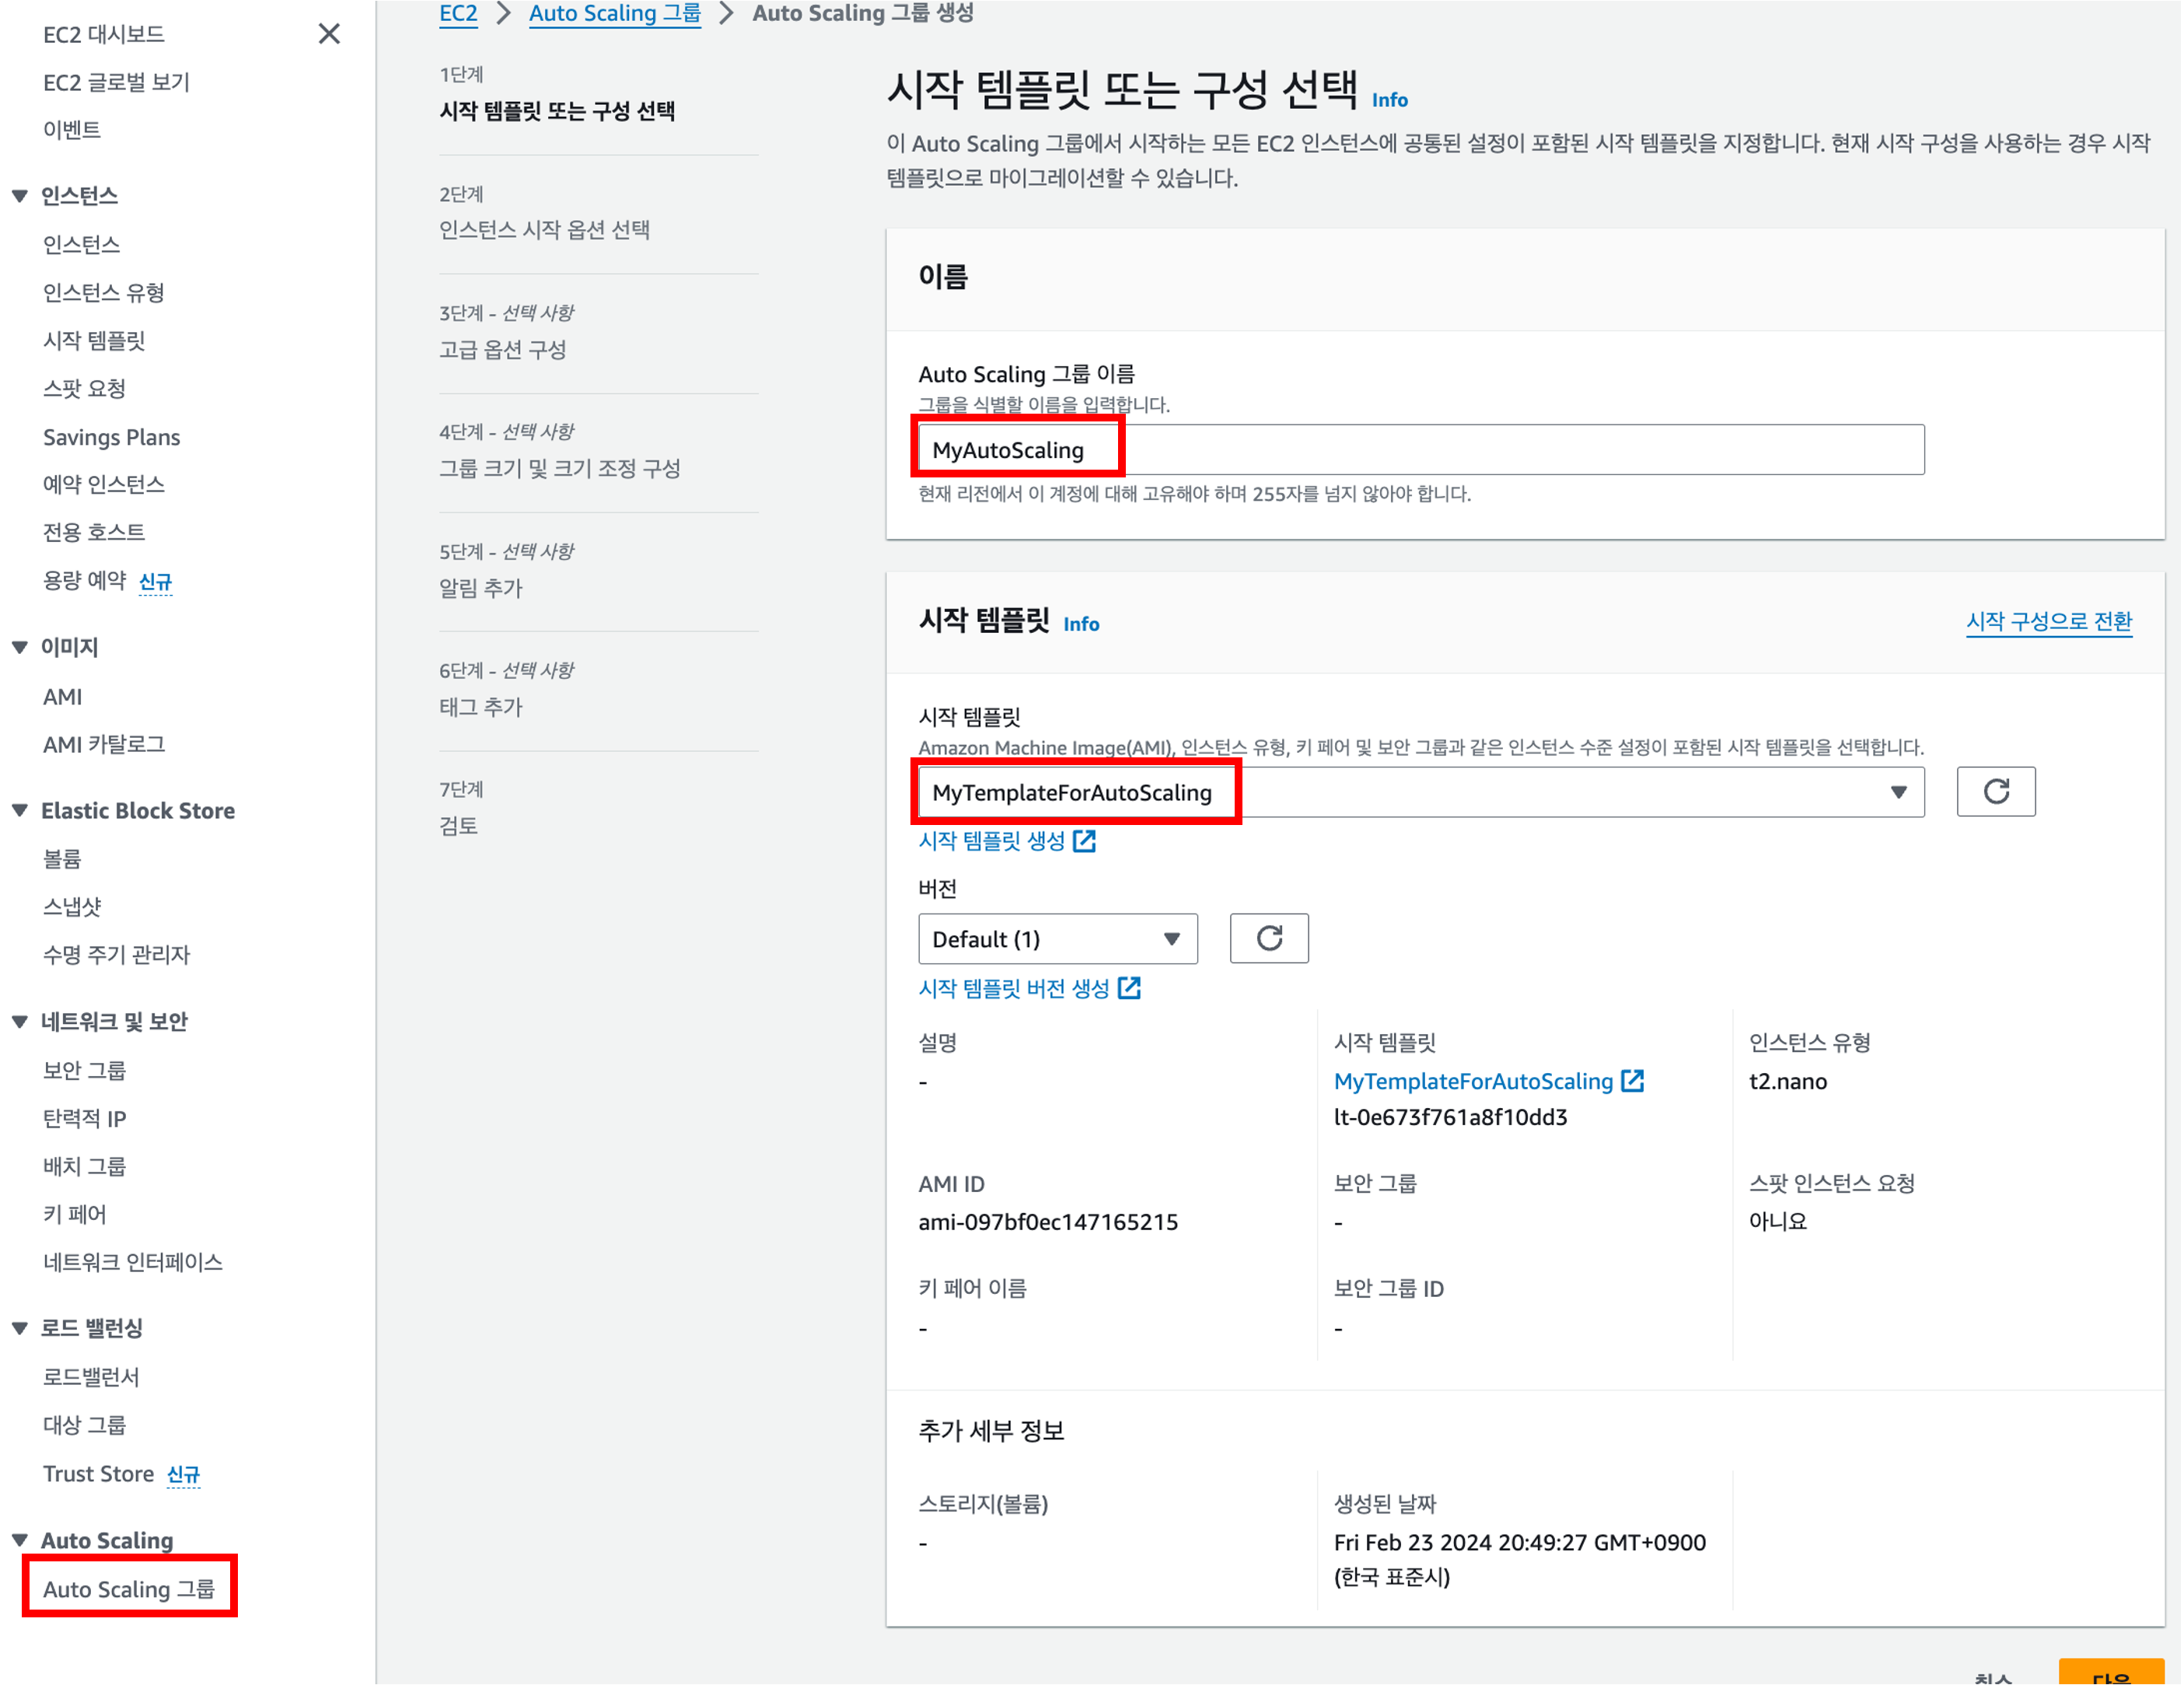 EC2 대시보드
EC2 글로벌 보기
이벤트
인스턴스
인스턴스
인스턴스 유형
시작 템플릿
스팟 요청
Savings Plans
예약 인스턴스
전용 호스트
용량 예약 신규
이미지
AMI
AMI 카탈로그
Elastic Block Store
볼륨
스냅샷
수명 주기 관리자
네트워크 및 보안
보안 그룹
탄력적 IP
배치 그룹
키 페어
네트워크 인터페이스
로드 밸런싱
로드밸런서
대상 그룹
Trust Store 신규
Auto Scaling
Auto Scaling 그룹
EC2 > Auto Scaling 그룹 > Auto Scaling 그룹 생성
1단계
시작 템플릿 또는 구성 선택
2단계
인스턴스 시작 옵션 선택
3단계 - 선택 사항
고급 옵션 구성
4단계 - 선택 사항
그룹 크기 및 크기 조정 구성
5단계 - 선택 사항
알림 추가
6단계 - 선택 사항
태그 추가
7단계
검토
시작 템플릿 또는 구성 선택 Info
이 Auto Scaling 그룹에서 시작하는 모든 EC2 인스턴스에 공통된 설정이 포함된 시작 템플릿을 지정합니다. 현재 시작 구성을 사용하는 경우 시작
템플릿으로 마이그레이션할 수 있습니다.
이름
Auto Scaling 그룹 이름
그룹을 식별할 이름을 입력합니다.
MyAutoScaling
현재 리전에서 이 계정에 대해 고유해야 하며 255자를 넘지 않아야 합니다.
시작 템플릿 Info
시작 구성으로 전환
시작 템플릿
Amazon Machine Image(AMI), 인스턴스 유형, 키 페어 및 보안 그룹과 같은 인스턴스 수준 설정이 포함된 시작 템플릿을 선택합니다.
MyTemplateForAutoScaling
시작 템플릿 생성
버전
Default (1)
시작 템플릿 버전 생성
설명
-
시작 템플릿
MyTemplateForAutoScaling
lt-0e673f761a8f10dd3
인스턴스 유형
t2.nano
AMI ID
ami-097bf0ec147165215
보안 그룹
-
스팟 인스턴스 요청
아니요
키 페어 이름
-
보안 그룹 ID
-
추가 세부 정보
스토리지(볼륨)
-
생성된 날짜
Fri Feb 23 2024 20:49:27 GMT+0900
(한국 표준시)
취소
다음